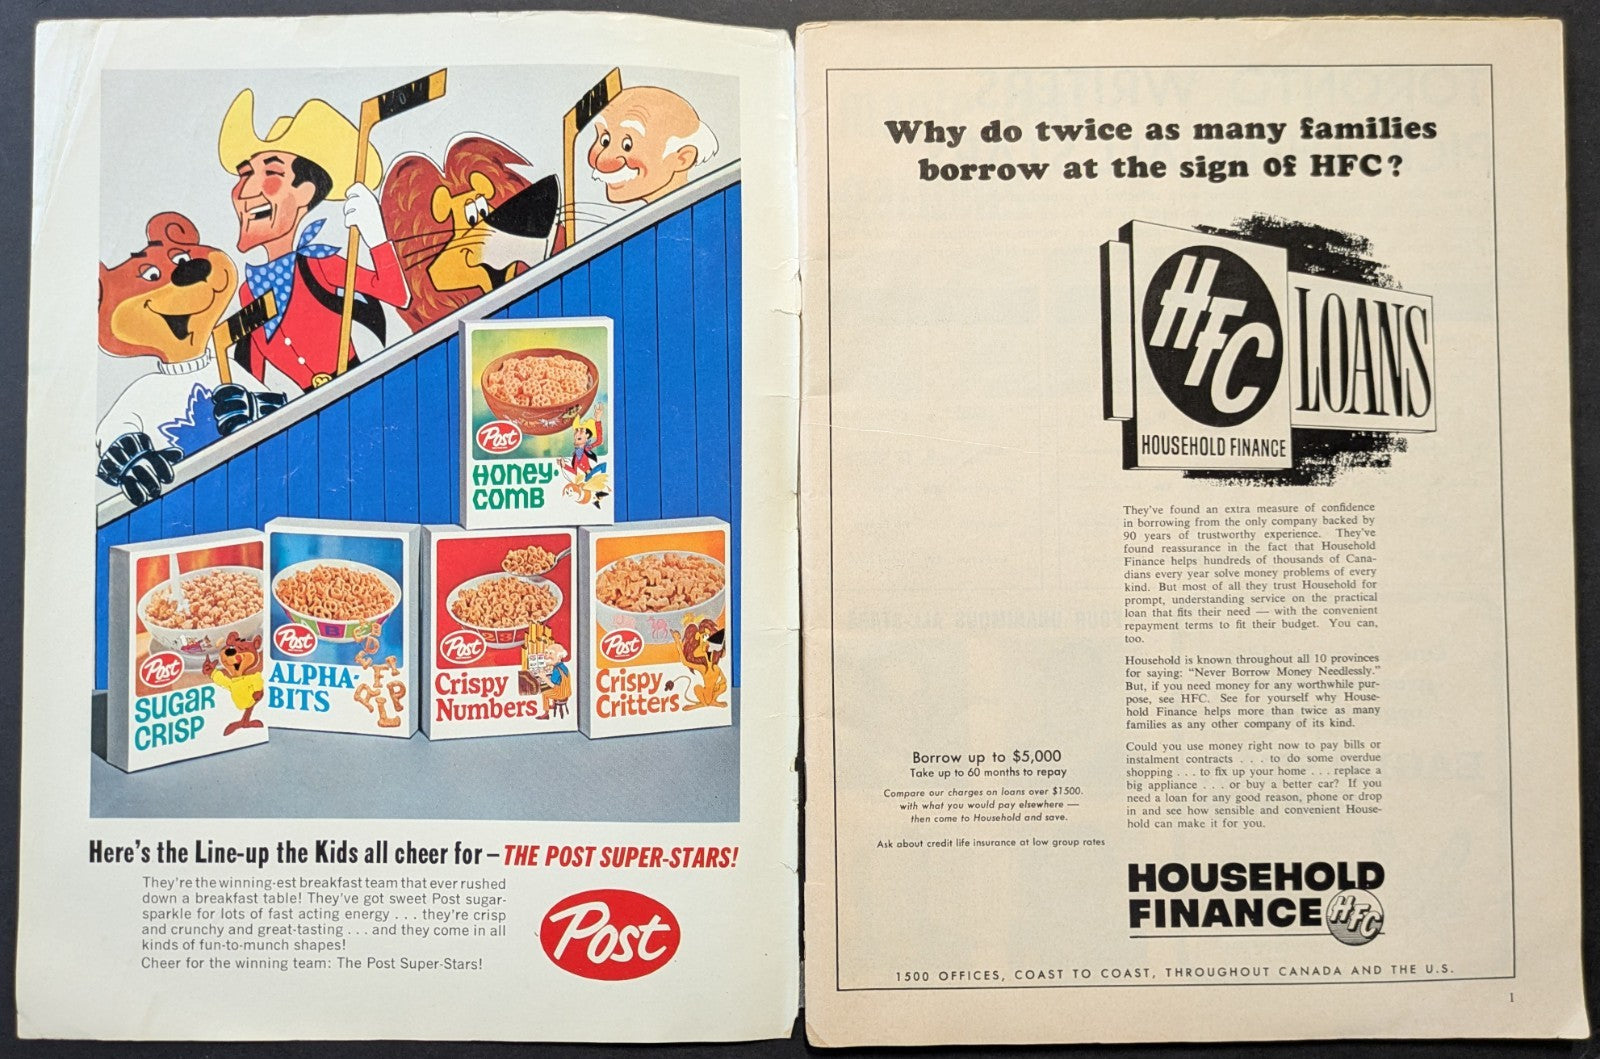 Post
HONEY-
COMB
Post
SUGAR
CRISP
Post
ALPHA-
BITS
Post
Crispy
Numbers
Post
Crispy
Critters
Here's the Line-up the Kids all cheer for – THE POST SUPER-STARS!
They're the winning-est breakfast team that ever rushed
down a breakfast table! They've got sweet Post sugar-
sparkle for lots of fast acting energy . . . they're crisp
and crunchy and great-tasting . . . and they come in all
kinds of fun-to-munch shapes!
Cheer for the winning team: The Post Super-Stars!
Post
Why do twice as many families
borrow at the sign of HFC?
HFC
HOUSEHOLD FINANCE
LOANS
They've found an extra measure of confidence
in borrowing from the only company backed by
90 years of trustworthy experience. They've
found reassurance in the fact that Household
Finance helps hundreds of thousands of Cana-
dians every year solve money problems of every
kind. But most of all they trust Household for
prompt, understanding service on the practical
loan that fits their need — with the convenient
repayment terms to fit their budget. You can,
too.
Household is known throughout all 10 provinces
for saying: "Never Borrow Money Needlessly."
But, if you need money for any worthwhile pur-
pose, see HFC. See for yourself why House-
hold Finance helps more than twice as many
families as any other company of its kind.
Could you use money right now to pay bills or
instalment contracts . . . to do some overdue
shopping . . . to fix up your home . . . replace a
big appliance . . . or buy a better car? If you
need a loan for any good reason, phone or drop
in and see how sensible and convenient House-
hold can make it for you.
Borrow up to $5,000
Take up to 60 months to repay
Compare our charges on loans over $1500.
with what you would pay elsewhere —
then come to Household and save.
Ask about credit life insurance at low group rates
HOUSEHOLD
FINANCE HFC
1500 OFFICES, COAST TO COAST, THROUGHOUT CANADA AND THE U.S.
1